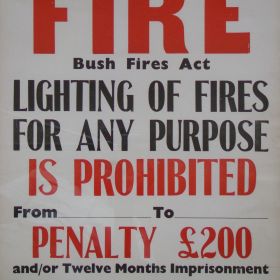 FIRE
Bush Fires Act
LIGHTING OF FIRES
FOR ANY PURPOSE
IS PROHIBITED
From To
PENALTY £200
and/or Twelve Months Imprisonment